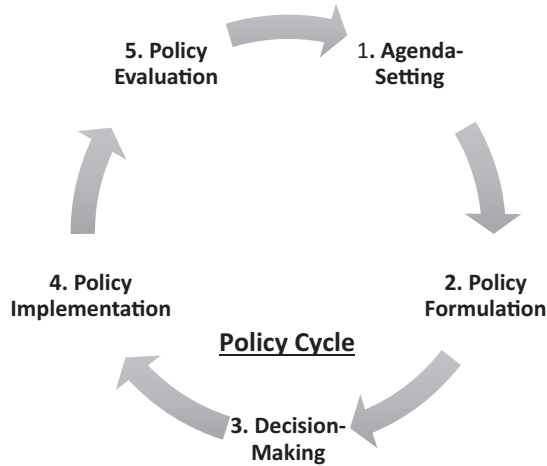 1. Agenda-
Setting
2. Policy
Formulation
3. Decision-
Making
4. Policy
Implementation
5. Policy
Evaluation
Policy Cycle